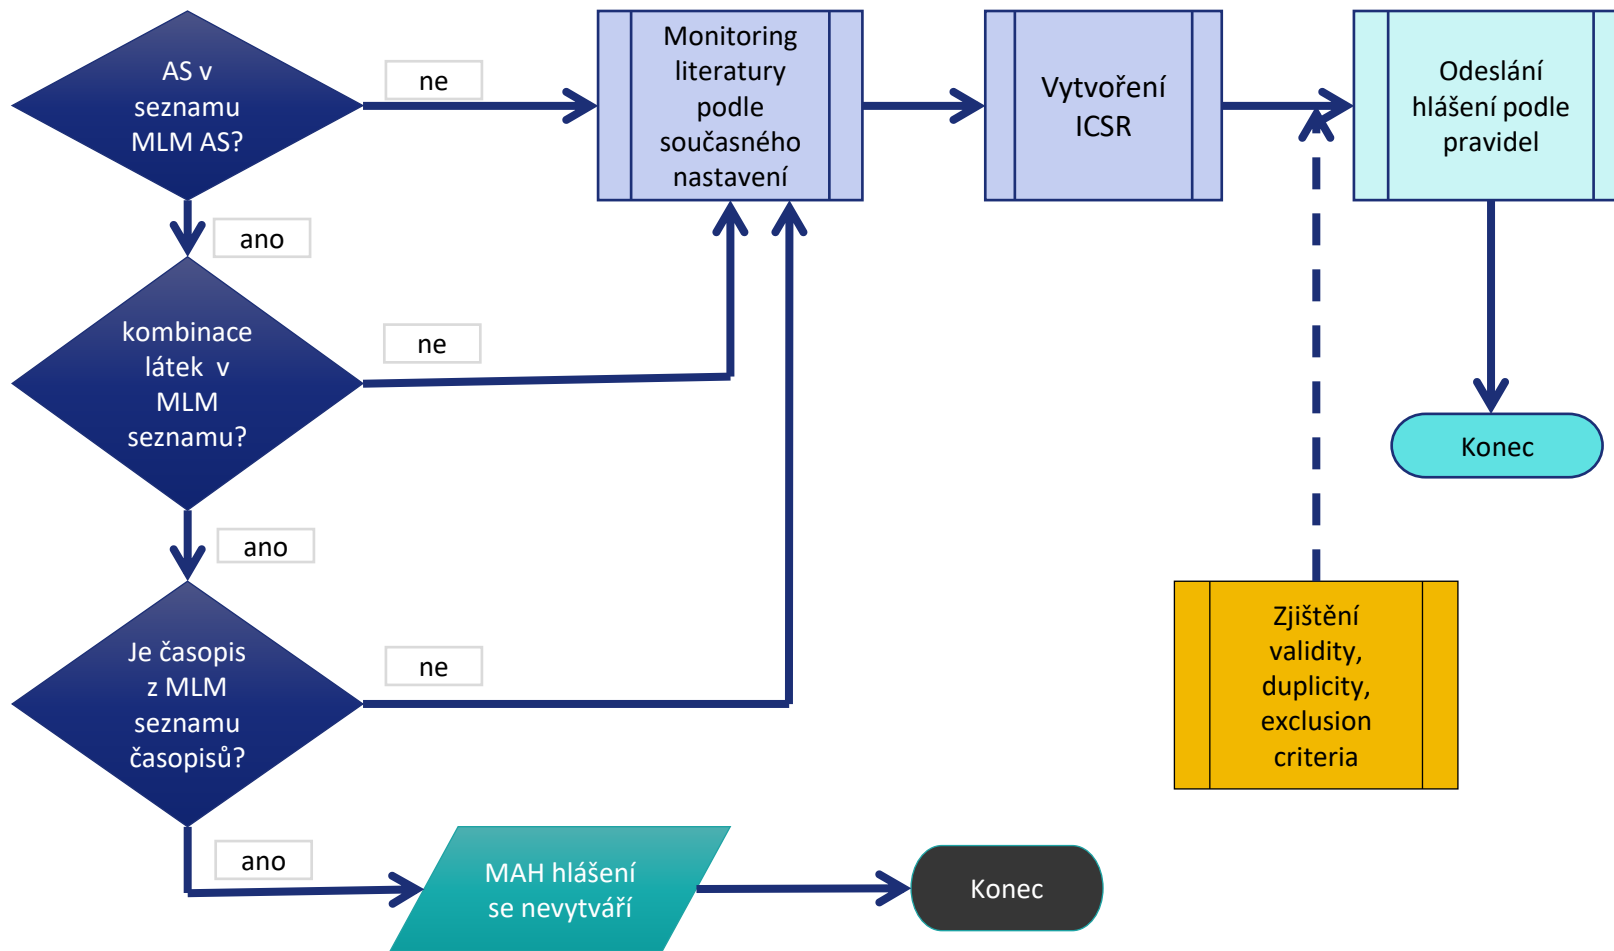 AS v
seznamu
MLM AS?
ne
Monitoring
literatury
podle
současného
nastavení
Vytvoření
ICSR
Odeslání
hlášení podle
pravidel
ano
kombinace
látek v
MLM
seznamu?
ne
Konec
ano
Je časopis
z MLM
seznamu
časopisů?
ne
Zjištění
validity,
duplicity,
exclusion
criteria
ano
MAH hlášení
se nevytváří
Konec